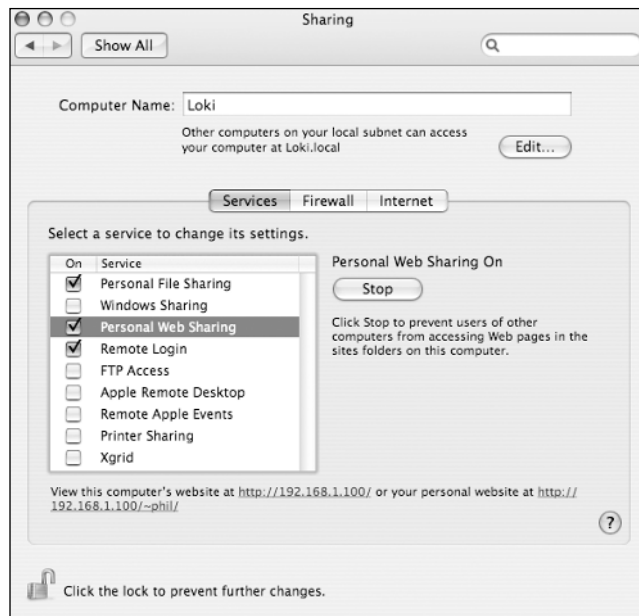 Sharing
Show All
Computer Name: Loki
Other computers on your local subnet can access
your computer at Loki.local
Edit...
Services Firewall Internet
Select a service to change its settings.
On Service
Personal File Sharing
Windows Sharing
Personal Web Sharing
Remote Login
FTP Access
Apple Remote Desktop
Remote Apple Events
Printer Sharing
Xgrid
Personal Web Sharing On
Stop
Click Stop to prevent users of other
computers from accessing Web pages in the
sites folders on this computer.
View this computer's website at http://192.168.1.100/ or your personal website at http://
192.168.1.100/~phil/
?
Click the lock to prevent further changes.